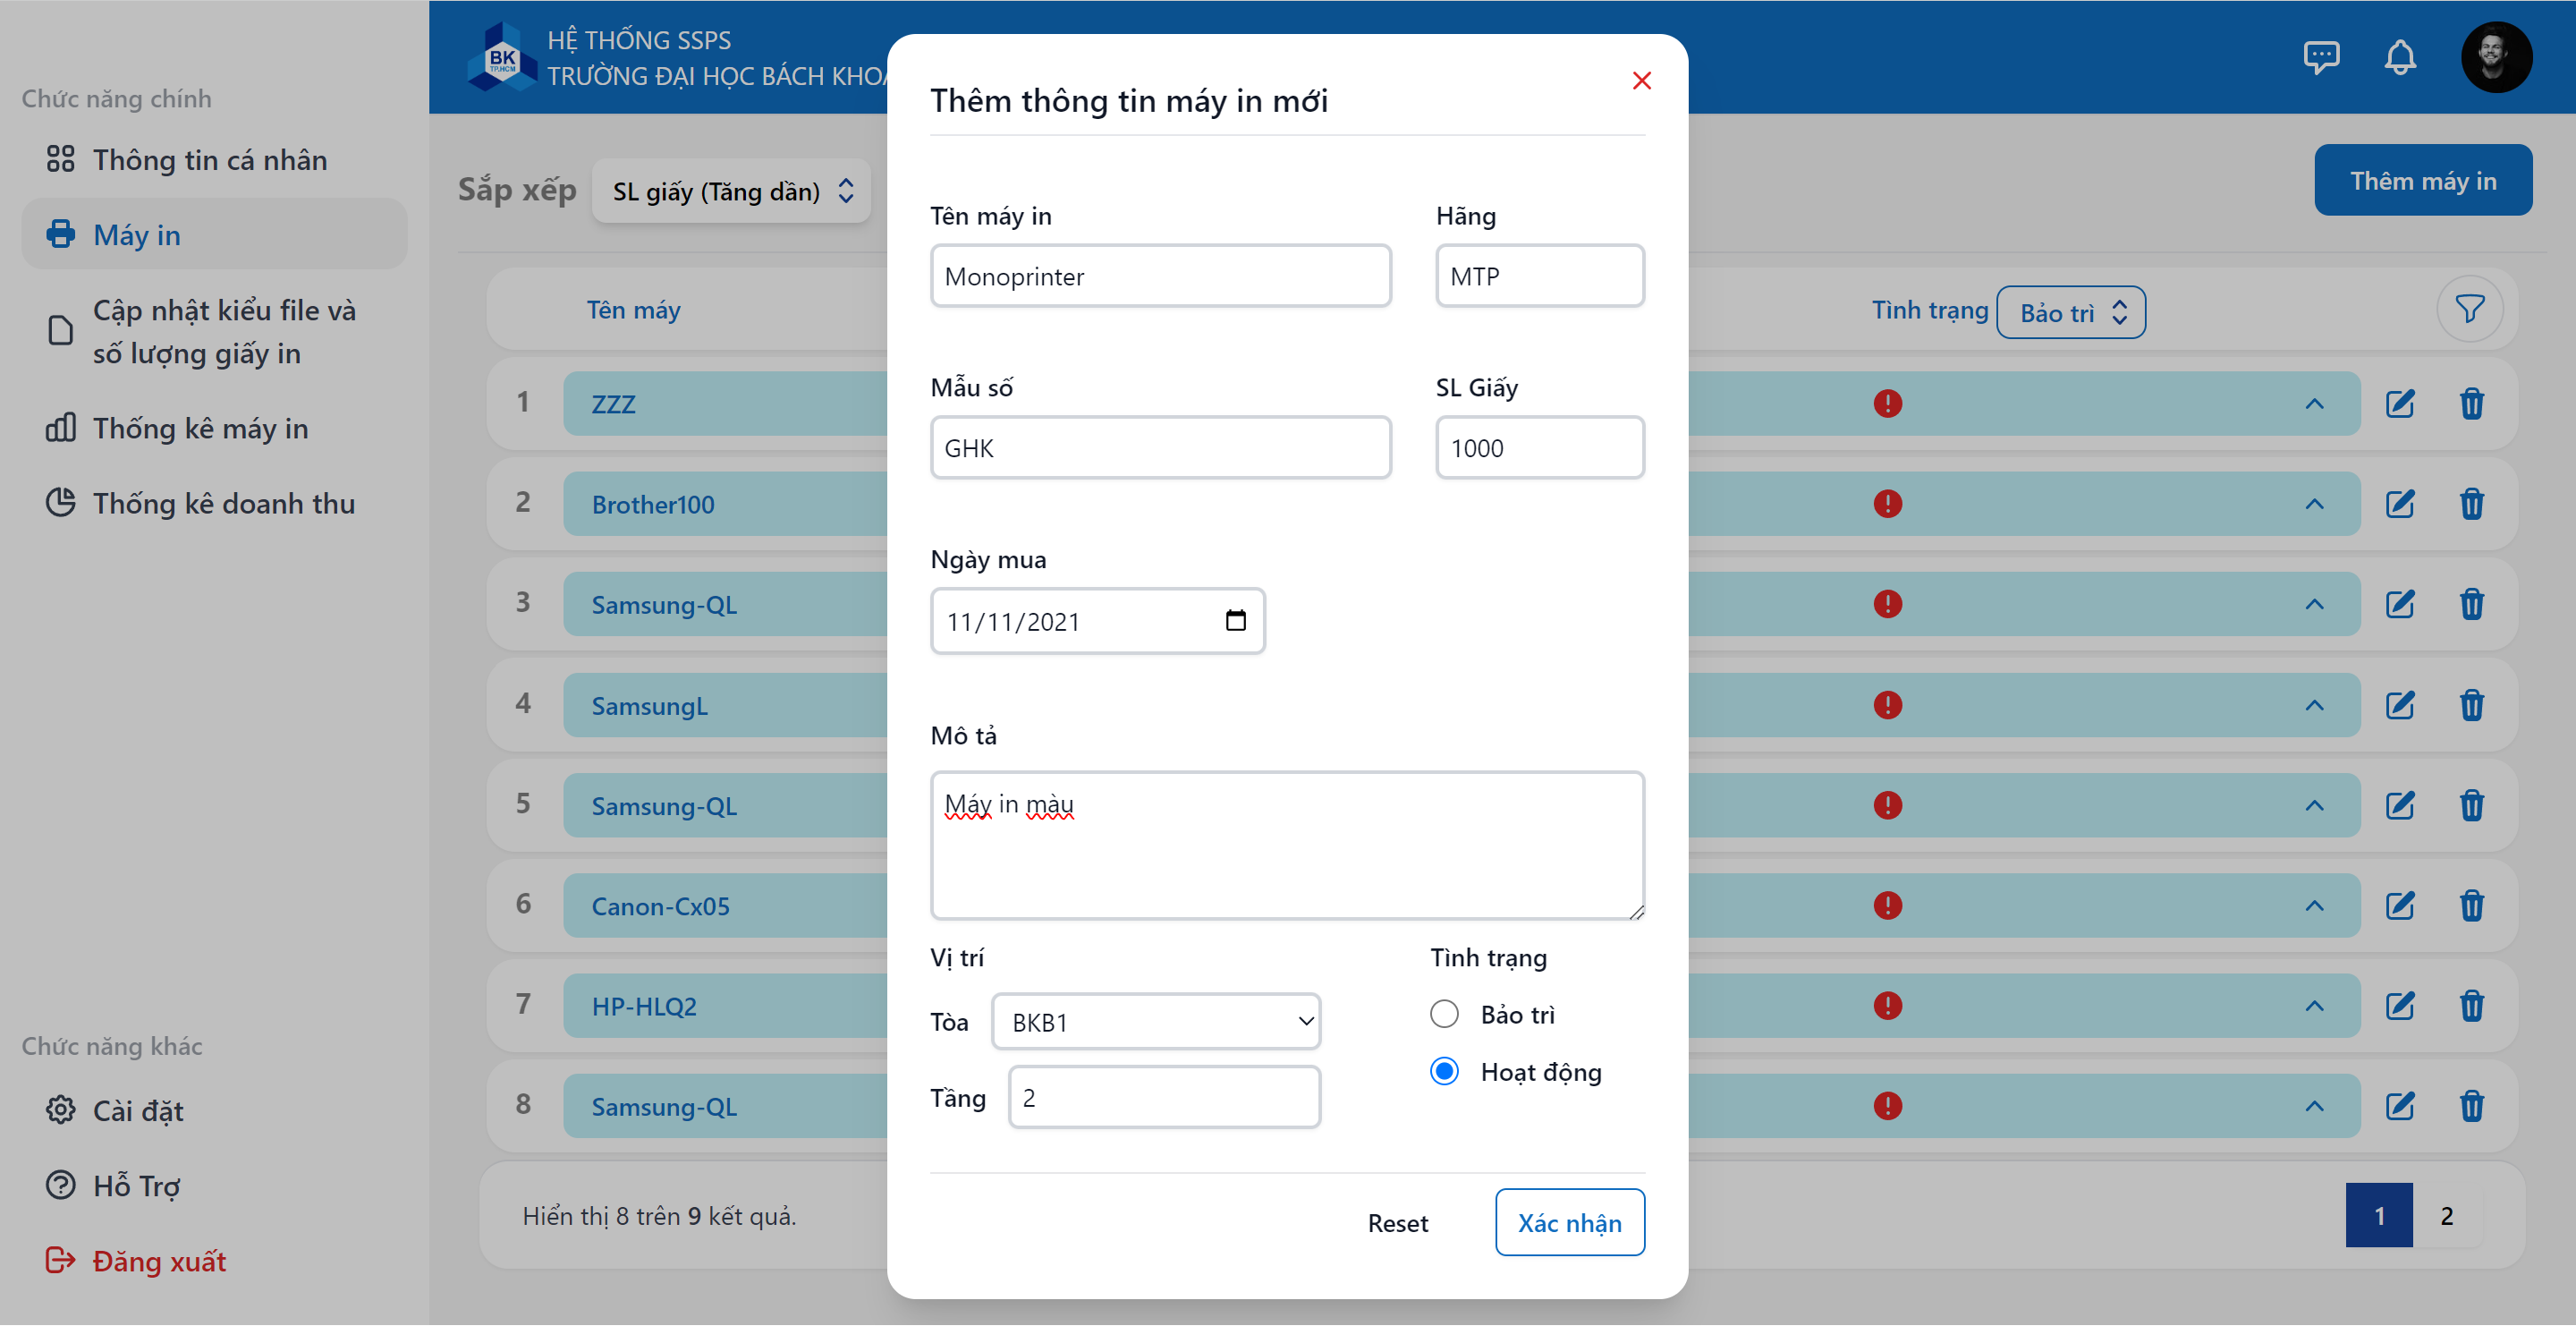 Chức năng chính
Thông tin cá nhân
Máy in
Cập nhật kiểu file và
số lượng giấy in
Thống kê máy in
Thống kê doanh thu
Chức năng khác
Cài đặt
Hỗ Trợ
Đăng xuất
BK
TP.HCM
HỆ THỐNG SSPS
TRƯỜNG ĐẠI HỌC BÁCH KHOA
Sắp xếp
SL giấy (Tăng dần)
Thêm máy in
Tên máy
Tình trạng
Bảo trì
1
ZZZ
2
Brother100
3
Samsung-QL
4
SamsungL
5
Samsung-QL
6
Canon-Cx05
7
HP-HLQ2
8
Samsung-QL
Hiển thị 8 trên 9 kết quả.
1
2
Thêm thông tin máy in mới
Tên máy in
Hãng
Monoprinter
MTP
Mẫu số
SL Giấy
GHK
1000
Ngày mua
11/11/2021
Mô tả
Máy in màu
Vị trí
Tình trạng
Tòa
BKB1
Bảo trì
Hoạt động
Tầng
2
Reset
Xác nhận